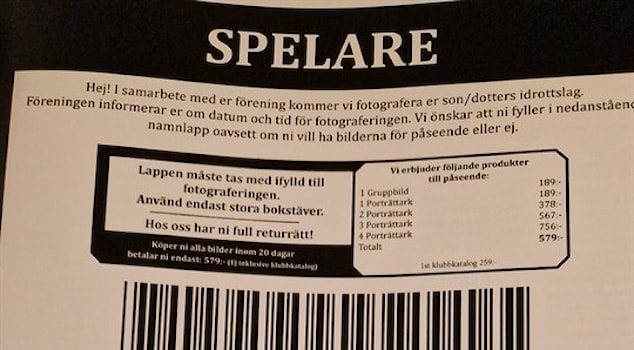 SPELARE
Hej! I samarbete med er förening kommer vi fotografera er son/dotters idrottslag.
Föreningen informerar er om datum och tid för fotograferingen. Vi önskar att ni fyller i nedanstående
namnlapp oavsett om ni vill ha bilderna för påseende eller ej.
Lappen måste tas med ifylld till
fotograferingen.
Använd endast stora bokstäver.
Hos oss har ni full returrätt!
Köper ni alla bilder inom 20 dagar
betalar ni endast: 579:- (Ej inklusive klubbkatalog)
Vi erbjuder följande produkter
till påseende:
1 Gruppbild 189:-
1 Porträttark 189:-
2 Porträttark 378:-
3 Porträttark 567:-
4 Porträttark 756:-
Totalt 579:-
1st klubbkatalog 259:-